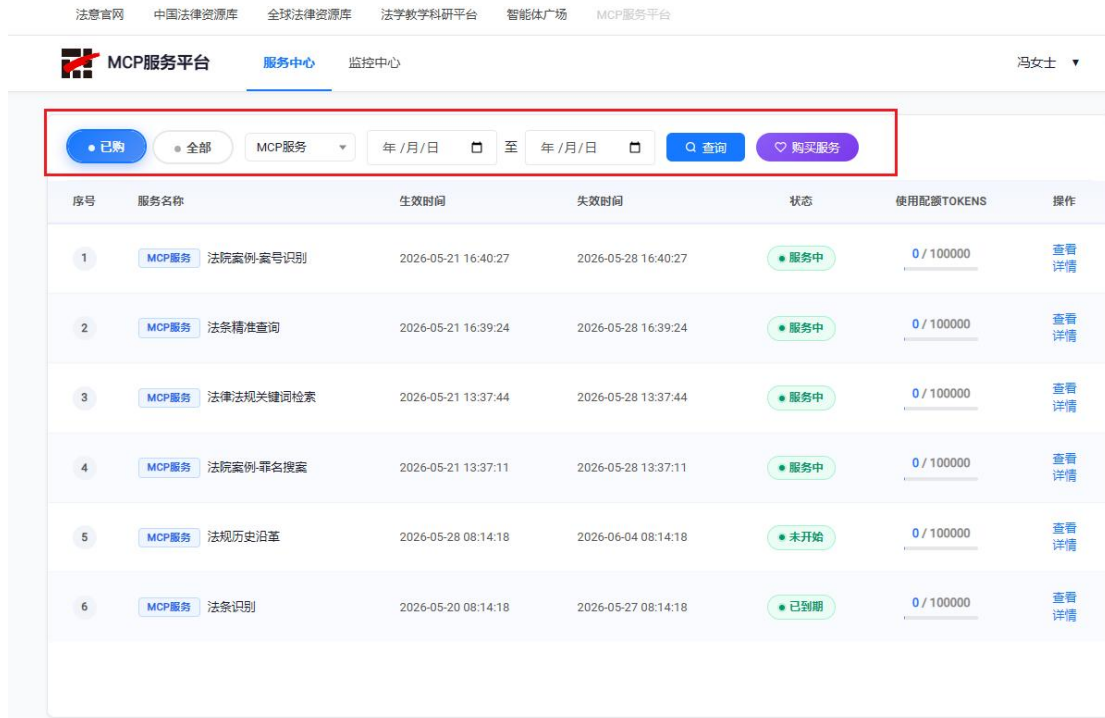 法意官网 中国法律资源库 全球法律资源库 法学教学科研平台 智能体广场 MCP服务平台
MCP服务平台 服务中心 监控中心 冯女士
已购 全部 MCP服务 年/月/日 至 年/月/日 查询 购买服务
序号 服务名称 生效时间 失效时间 状态 使用配额TOKENS 操作
1 MCP服务 法院案例-案号识别 2026-05-21 16:40:27 2026-05-28 16:40:27 服务中 0 / 100000 查看
详情
2 MCP服务 法条精准查询 2026-05-21 16:39:24 2026-05-28 16:39:24 服务中 0 / 100000 查看
详情
3 MCP服务 法律法规关键词检索 2026-05-21 13:37:44 2026-05-28 13:37:44 服务中 0 / 100000 查看
详情
4 MCP服务 法院案例-罪名搜案 2026-05-21 13:37:11 2026-05-28 13:37:11 服务中 0 / 100000 查看
详情
5 MCP服务 法规历史沿革 2026-05-28 08:14:18 2026-06-04 08:14:18 未开始 0 / 100000 查看
详情
6 MCP服务 法条识别 2026-05-20 08:14:18 2026-05-27 08:14:18 已到期 0 / 100000 查看
详情